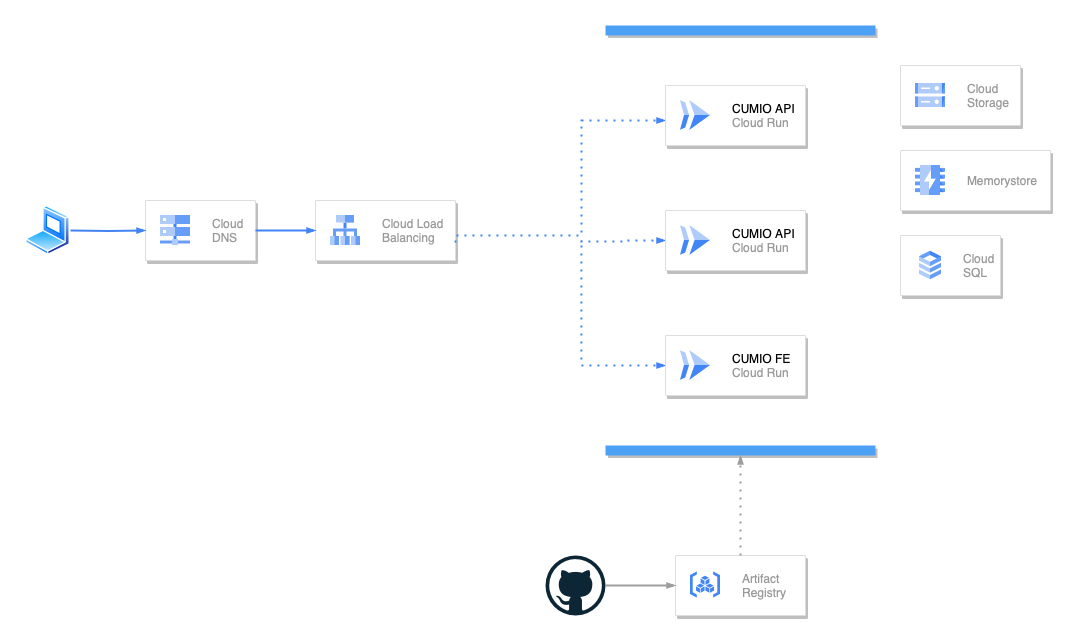 CUMIO API
Cloud Run
Cloud
Storage
Memorystore
Cloud
DNS
Cloud Load
Balancing
CUMIO API
Cloud Run
Cloud
SQL
CUMIO FE
Cloud Run
Artifact
Registry